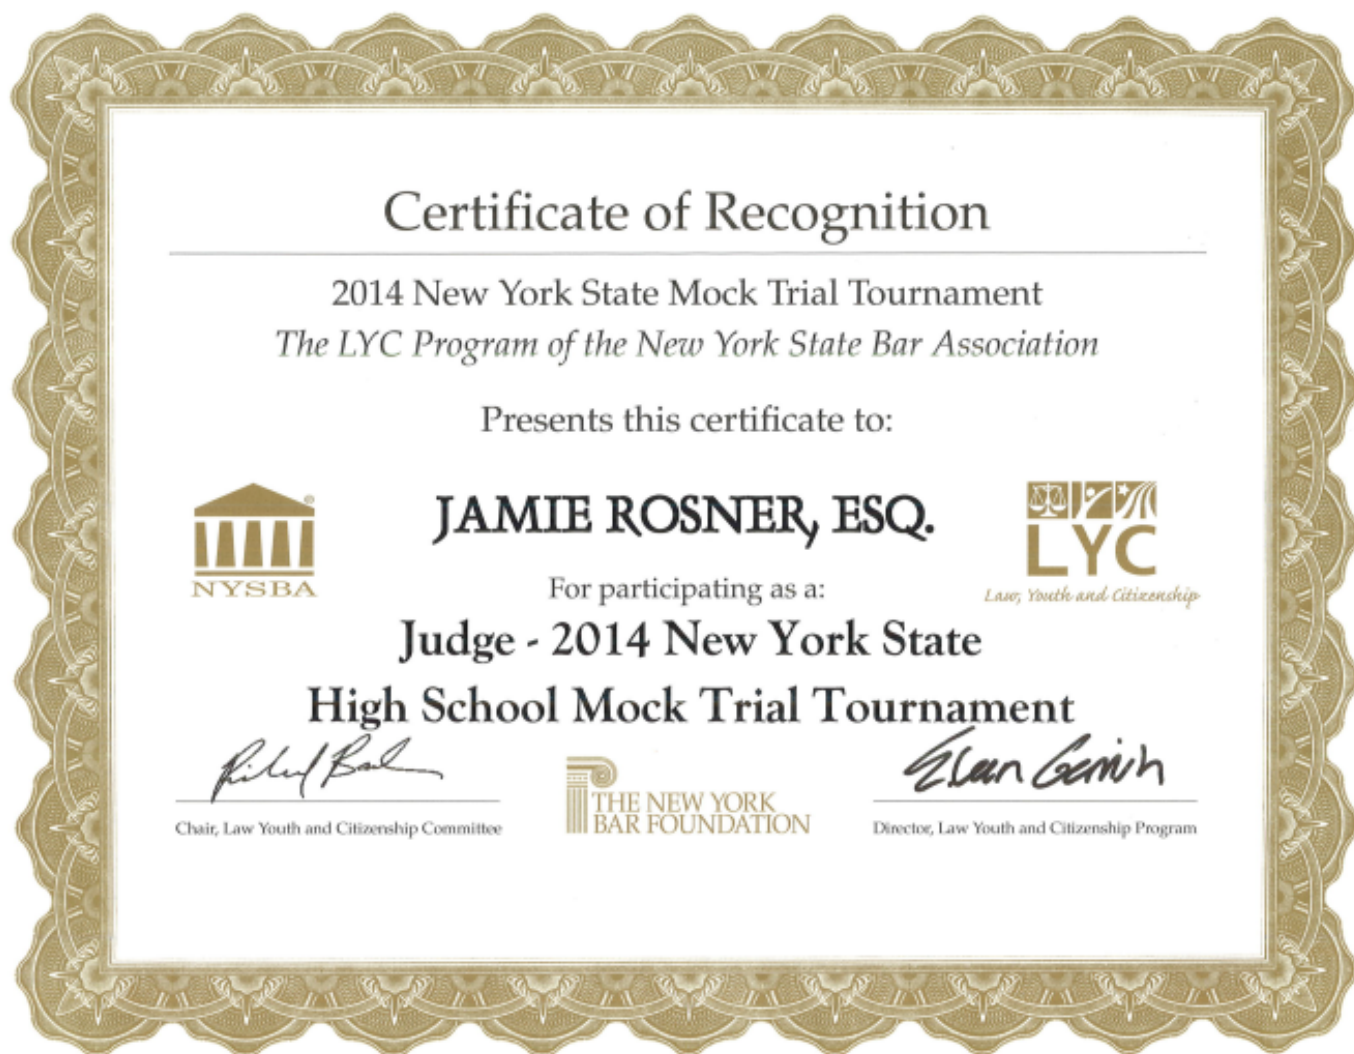 Certificate of Recognition
2014 New York State Mock Trial Tournament
The LYC Program of the New York State Bar Association
Presents this certificate to:
NYSBA
®
JAMIE ROSNER, ESQ.
LYC
Law, Youth and Citizenship
For participating as a:
Judge - 2014 New York State
High School Mock Trial Tournament
Chair, Law Youth and Citizenship Committee
THE NEW YORK
BAR FOUNDATION
Director, Law Youth and Citizenship Program